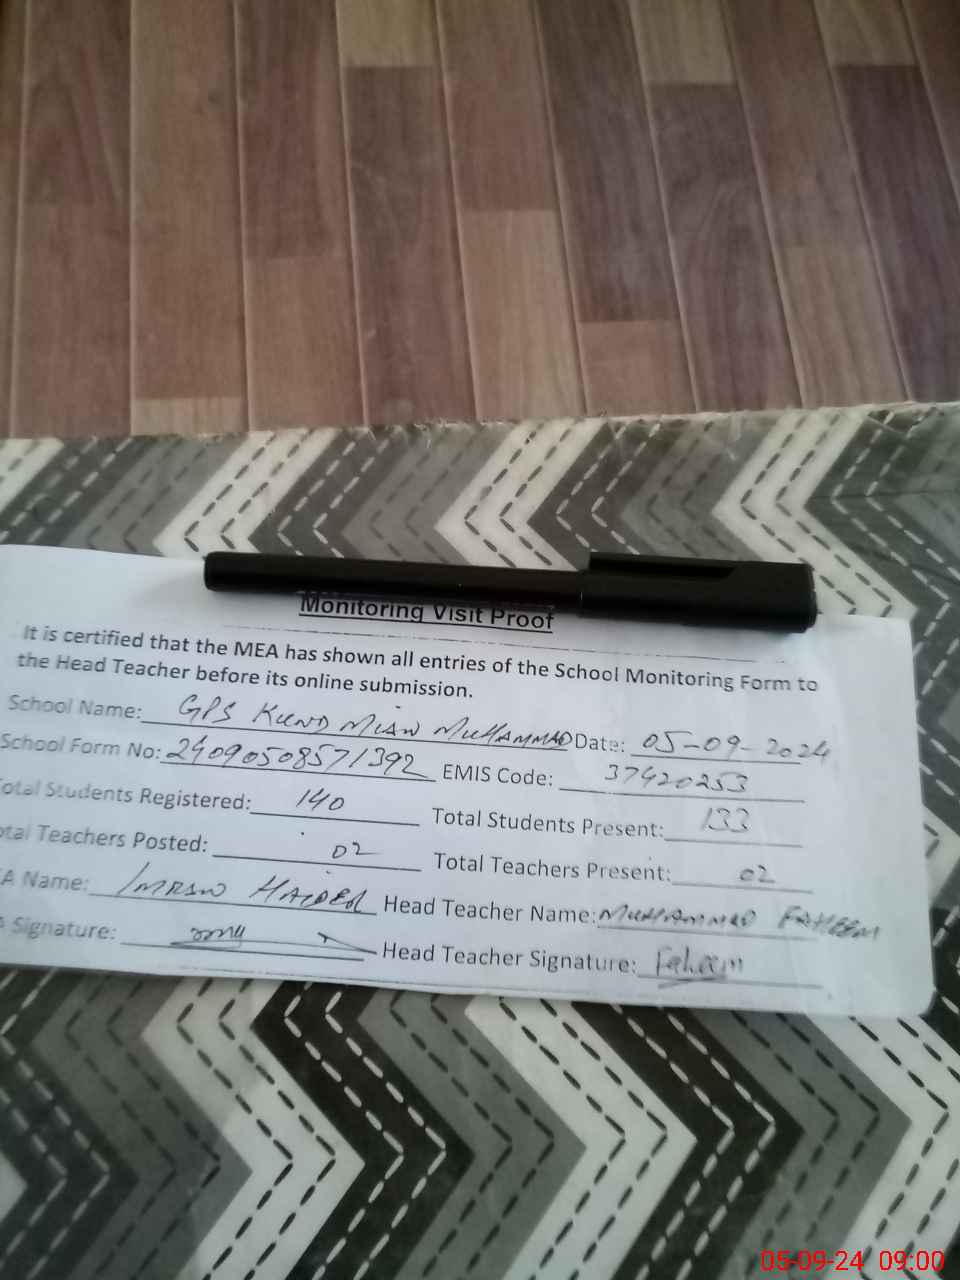 Monitoring Visit Proof
It is certified that the MEA has shown all entries of the School Monitoring Form to
the Head Teacher before its online submission.
School Name: GPS KUND MIAN MUHAMMAD Date: 05-09-2024
School Form No: 24090508571392 EMIS Code: 37420253
otal Students Registered: 140 Total Students Present: 133
otal Teachers Posted: 02 Total Teachers Present: 02
A Name: IMRAN HAIDER Head Teacher Name: MUHAMMAD FAHEEM
A Signature: Head Teacher Signature: Faheem
05-09-24 09:00